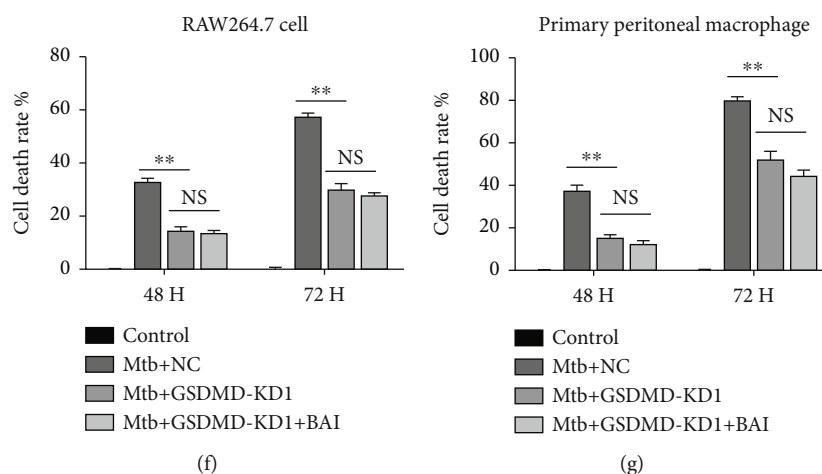 RAW264.7 cell
Cell death rate %
80
60
40
20
0
**
NS
**
NS
48 H
72 H
Control
Mtb+NC
Mtb+GSDMD-KD1
Mtb+GSDMD-KD1+BAI
(f)
Primary peritoneal macrophage
Cell death rate %
100
80
60
40
20
0
**
NS
**
NS
48 H
72 H
Control
Mtb+NC
Mtb+GSDMD-KD1
Mtb+GSDMD-KD1+BAI
(g)